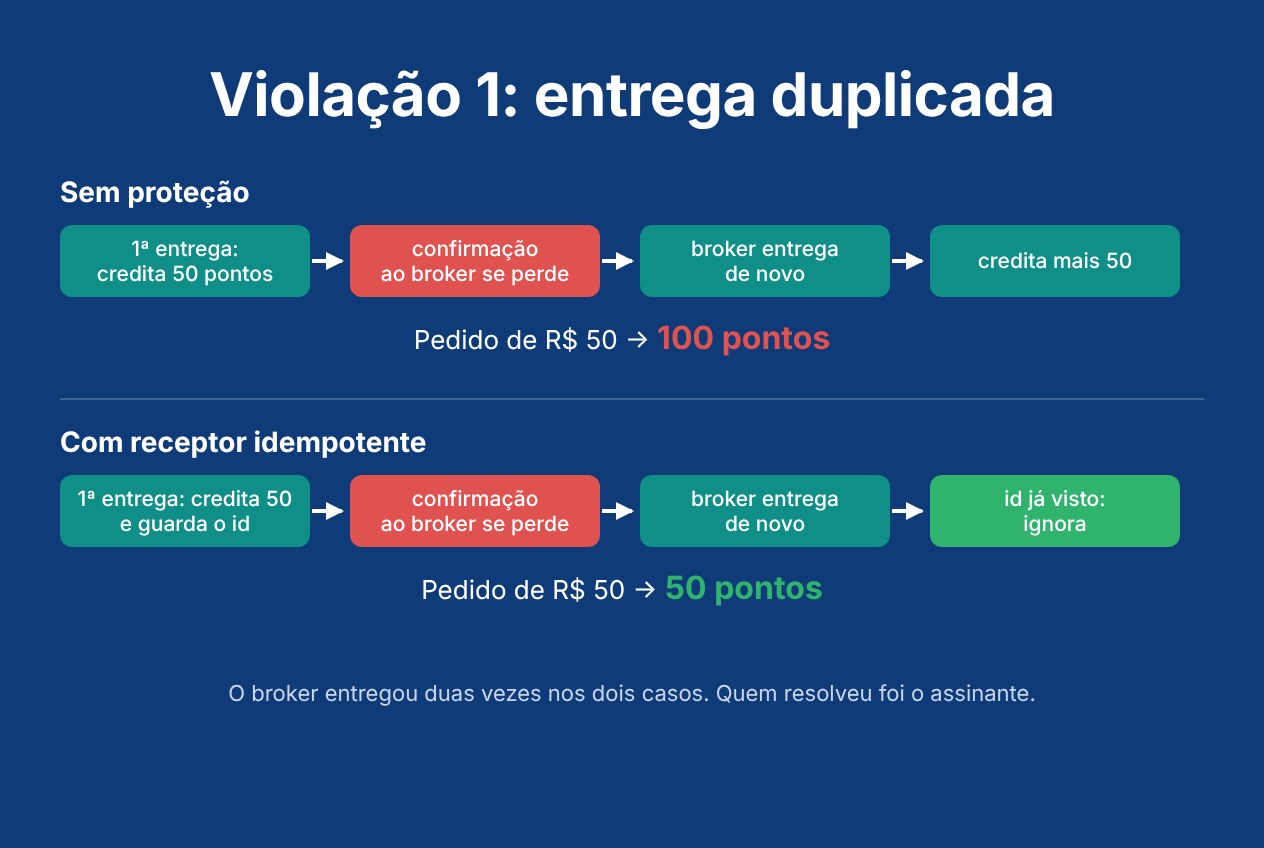 Violação 1: entrega duplicada
Sem proteção
1ª entrega:
credita 50 pontos
confirmação
ao broker se perde
broker entrega
de novo
credita mais 50
Pedido de R$ 50 → 100 pontos
Com receptor idempotente
1ª entrega: credita 50
e guarda o id
confirmação
ao broker se perde
broker entrega
de novo
id já visto:
ignora
Pedido de R$ 50 → 50 pontos
O broker entregou duas vezes nos dois casos. Quem resolveu foi o assinante.